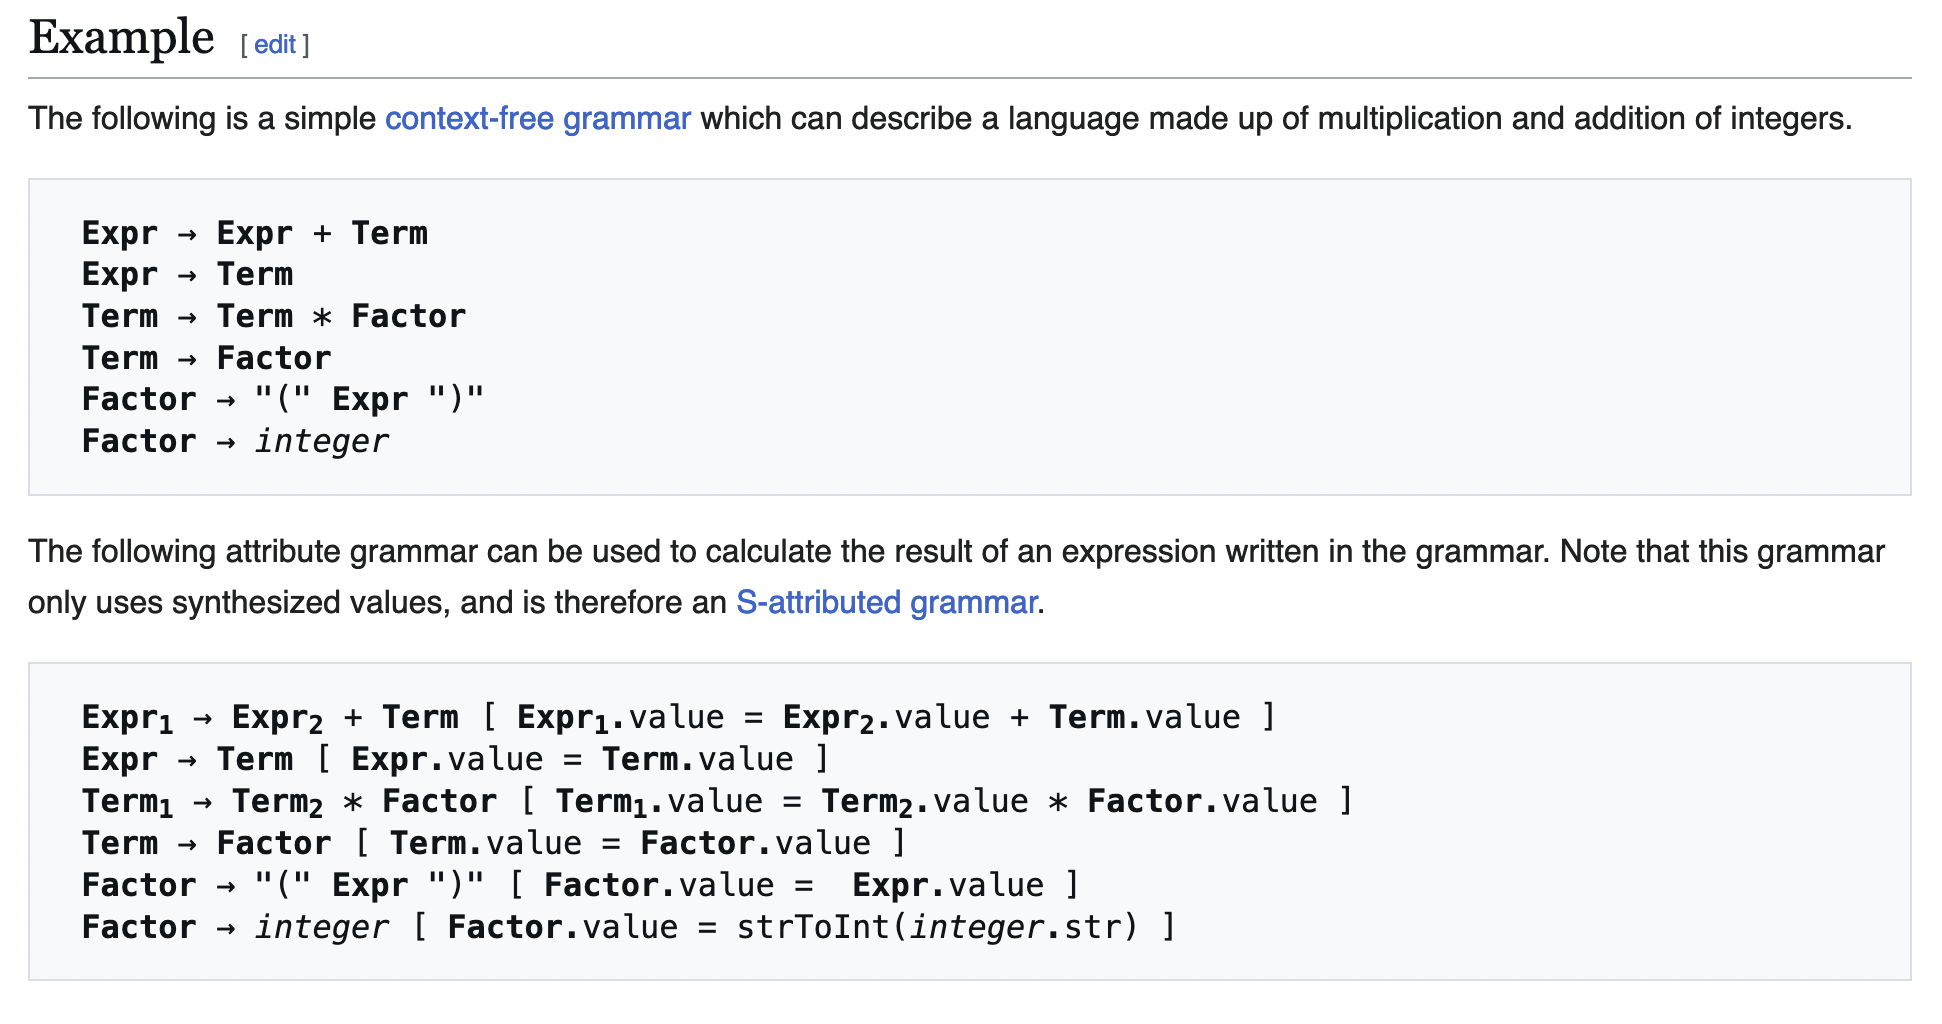 Example [ edit ]
The following is a simple context-free grammar which can describe a language made up of multiplication and addition of integers.
Expr → Expr + Term
Expr → Term
Term → Term * Factor
Term → Factor
Factor → "(" Expr ")"
Factor → integer
The following attribute grammar can be used to calculate the result of an expression written in the grammar. Note that this grammar
only uses synthesized values, and is therefore an S-attributed grammar.
Expr₁ → Expr₂ + Term [ Expr₁.value = Expr₂.value + Term.value ]
Expr → Term [ Expr.value = Term.value ]
Term₁ → Term₂ * Factor [ Term₁.value = Term₂.value * Factor.value ]
Term → Factor [ Term.value = Factor.value ]
Factor → "(" Expr ")" [ Factor.value =  Expr.value ]
Factor → integer [ Factor.value = strToInt(integer.str) ]